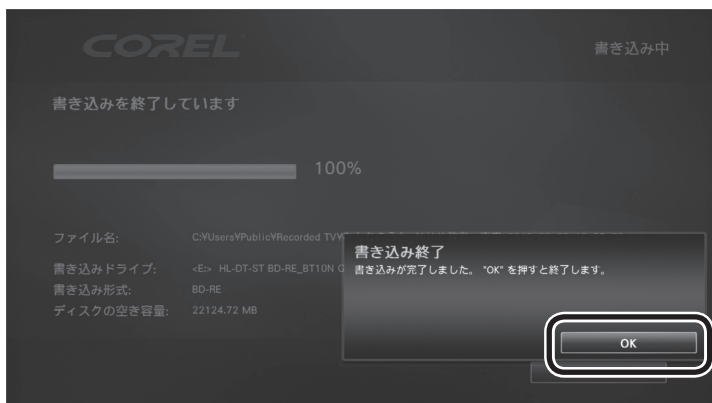 COREL
書き込み中
書き込みを終了しています
100%
ファイル名: C:¥Users¥Public¥Recorded TV¥
書き込みドライブ: <E:> HL-DT-ST BD-RE_BT10N G
書き込み形式: BD-RE
ディスクの空き容量: 22124.72 MB
書き込み終了
書き込みが完了しました。 "OK" を押すと終了します。
OK